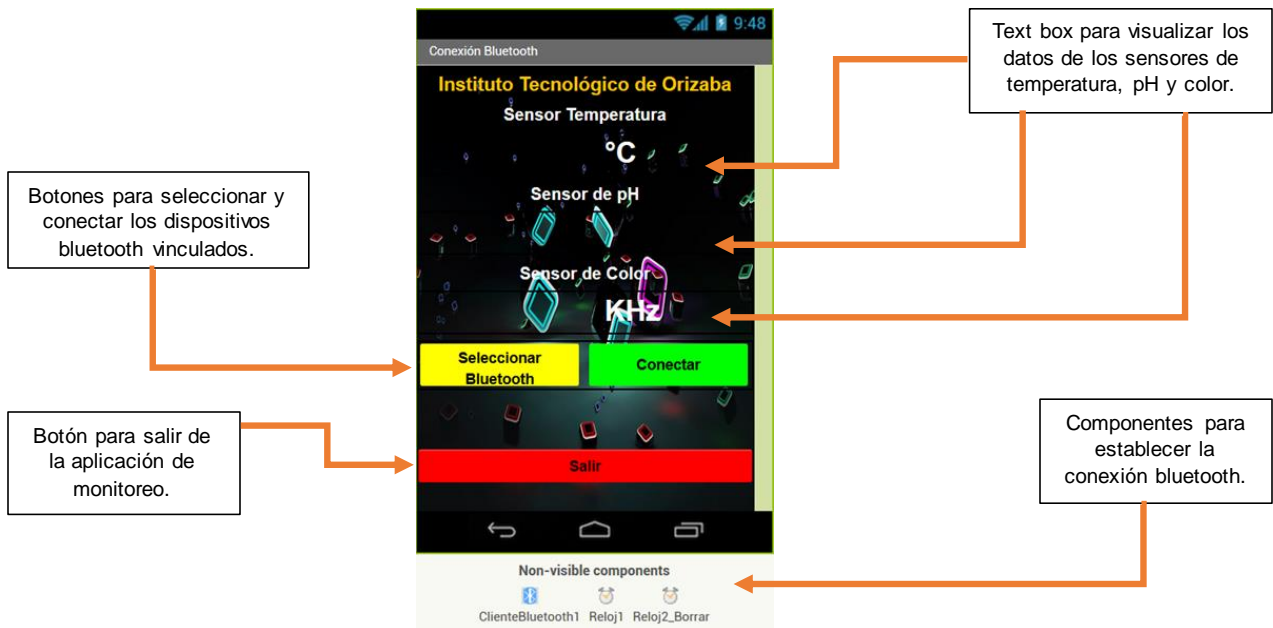 9:48
Conexión Bluetooth
Instituto Tecnológico de Orizaba
Sensor Temperatura
°C
Sensor de pH
Sensor de Color
KHz
Seleccionar
Bluetooth
Conectar
Salir
Non-visible components
ClienteBluetooth1 Reloj1 Reloj2_Borrar
Botones para seleccionar y
conectar los dispositivos
bluetooth vinculados.
Botón para salir de
la aplicación de
monitoreo.
Text box para visualizar los
datos de los sensores de
temperatura, pH y color.
Componentes para
establecer la
conexión bluetooth.